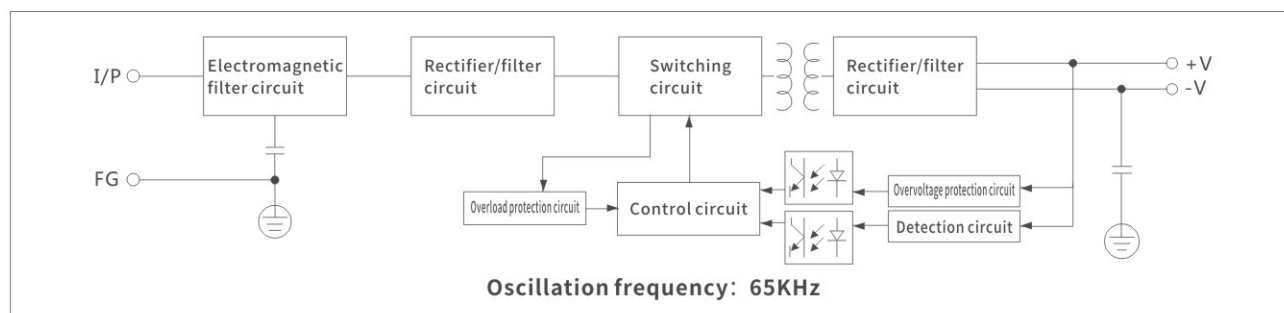 I/P
Electromagnetic
filter circuit
Rectifier/filter
circuit
Switching
circuit
Rectifier/filter
circuit
+V
-V
FG
Overload protection circuit
Control circuit
Overvoltage protection circuit
Detection circuit
Oscillation frequency: 65KHz